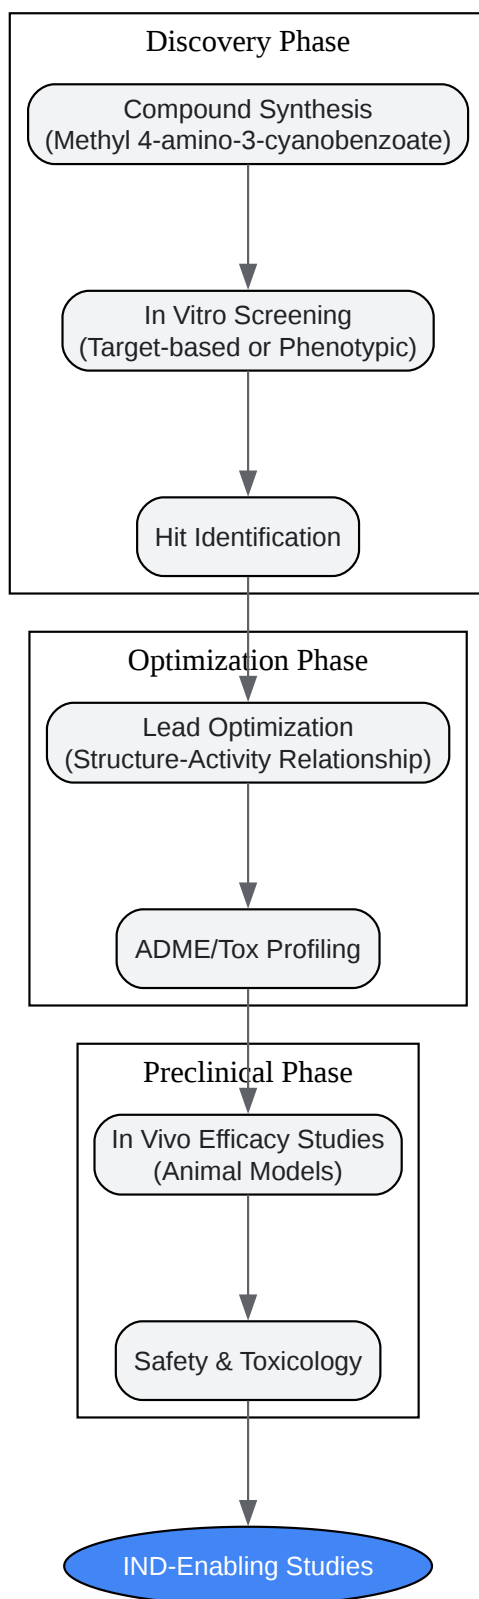 Discovery Phase
Compound Synthesis
(Methyl 4-amino-3-cyanobenzoate)
In Vitro Screening
(Target-based or Phenotypic)
Hit Identification
Optimization Phase
Lead Optimization
(Structure-Activity Relationship)
ADME/Tox Profiling
Preclinical Phase
In Vivo Efficacy Studies
(Animal Models)
Safety & Toxicology
IND-Enabling Studies